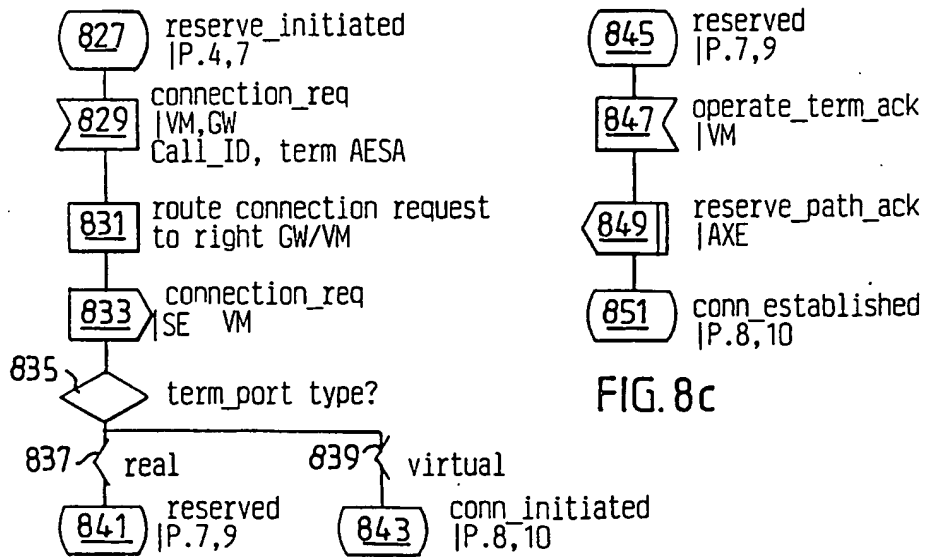 827 reserve_initiated
|P.4,7
829 connection_req
|VM,GW
Call_ID, term AESA
831 route connection request
to right GW/VM
833 connection_req
|SE VM
835 term_port type?
837 real
839 virtual
841 reserved
|P.7,9
843 conn_initiated
|P.8,10
845 reserved
|P.7,9
847 operate_term_ack
|VM
849 reserve_path_ack
|AXE
851 conn_established
|P.8,10
FIG. 8c